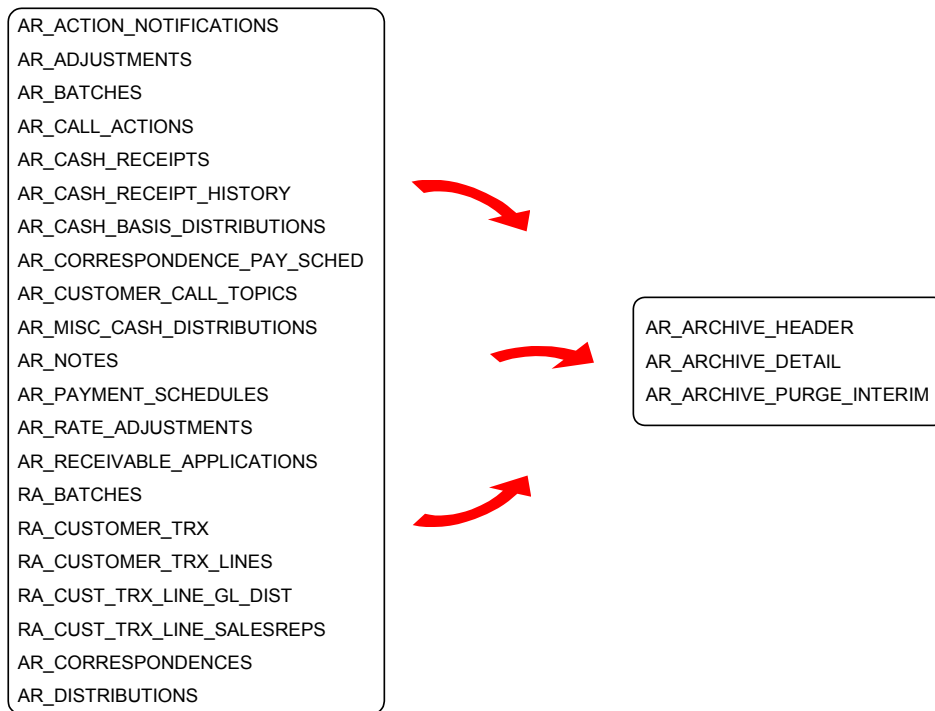 AR_ACTION_NOTIFICATIONS
AR_ADJUSTMENTS
AR_BATCHES
AR_CALL_ACTIONS
AR_CASH_RECEIPTS
AR_CASH_RECEIPT_HISTORY
AR_CASH_BASIS_DISTRIBUTIONS
AR_CORRESPONDENCE_PAY_SCHED
AR_CUSTOMER_CALL_TOPICS
AR_MISC_CASH_DISTRIBUTIONS
AR_NOTES
AR_PAYMENT_SCHEDULES
AR_RATE_ADJUSTMENTS
AR_RECEIVABLE_APPLICATIONS
RA_BATCHES
RA_CUSTOMER_TRX
RA_CUSTOMER_TRX_LINES
RA_CUST_TRX_LINE_GL_DIST
RA_CUST_TRX_LINE_SALESREPS
AR_CORRESPONDENCES
AR_DISTRIBUTIONS
AR_ARCHIVE_HEADER
AR_ARCHIVE_DETAIL
AR_ARCHIVE_PURGE_INTERIM